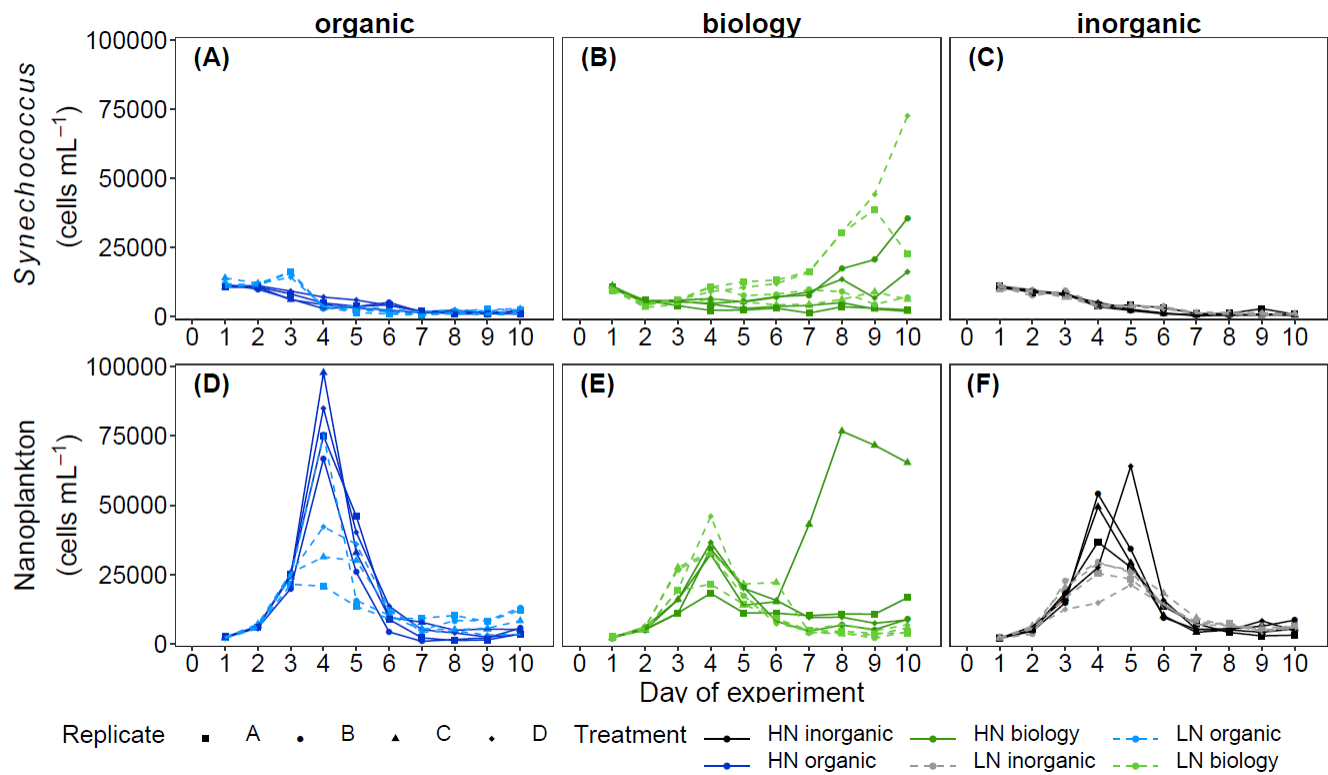 organic biology inorganic
Synechococcus
(cells mL⁻¹)
100000
75000
50000
25000
0
(A) (B) (C)
0 1 2 3 4 5 6 7 8 9 10 0 1 2 3 4 5 6 7 8 9 10 0 1 2 3 4 5 6 7 8 9 10
Nanoplankton
(cells mL⁻¹)
100000
75000
50000
25000
0
(D) (E) (F)
0 1 2 3 4 5 6 7 8 9 10 0 1 2 3 4 5 6 7 8 9 10 0 1 2 3 4 5 6 7 8 9 10
Day of experiment
Replicate A B C D Treatment HN inorganic HN biology LN organic
HN organic LN inorganic LN biology